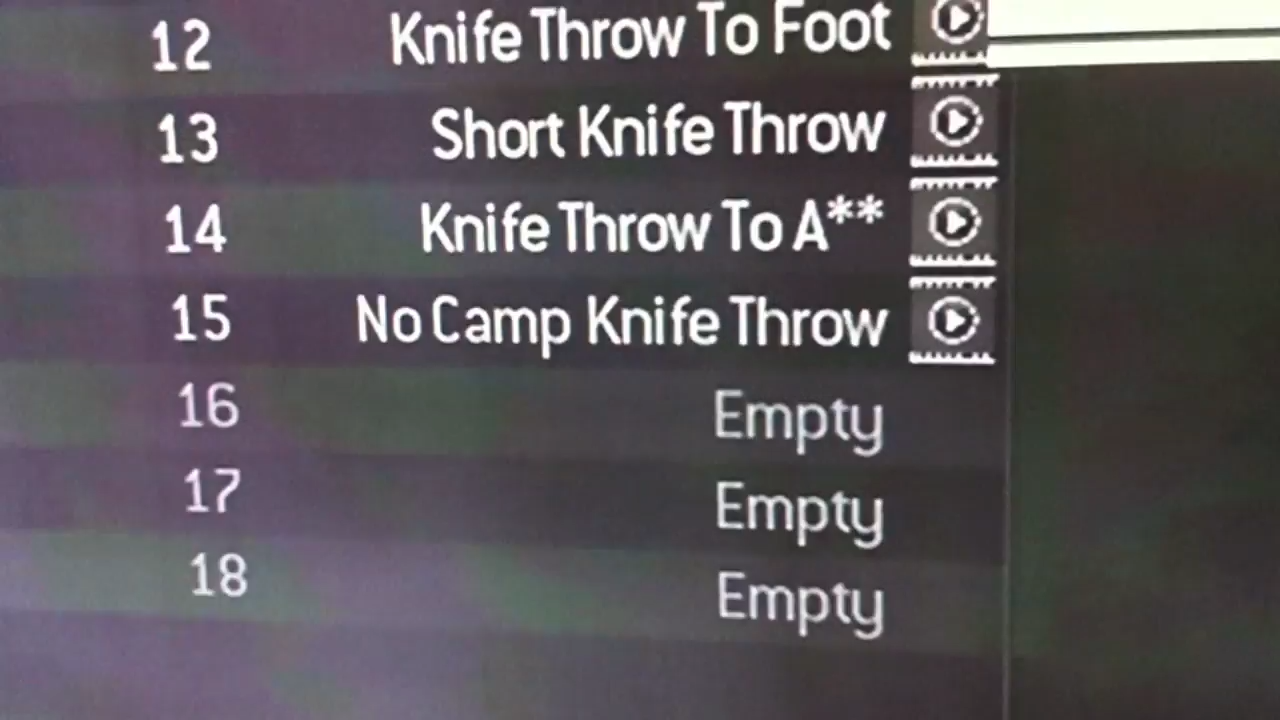 12 Knife Throw To Foot
13 Short Knife Throw
14 Knife Throw To A**
15 No Camp Knife Throw
16 Empty
17 Empty
18 Empty